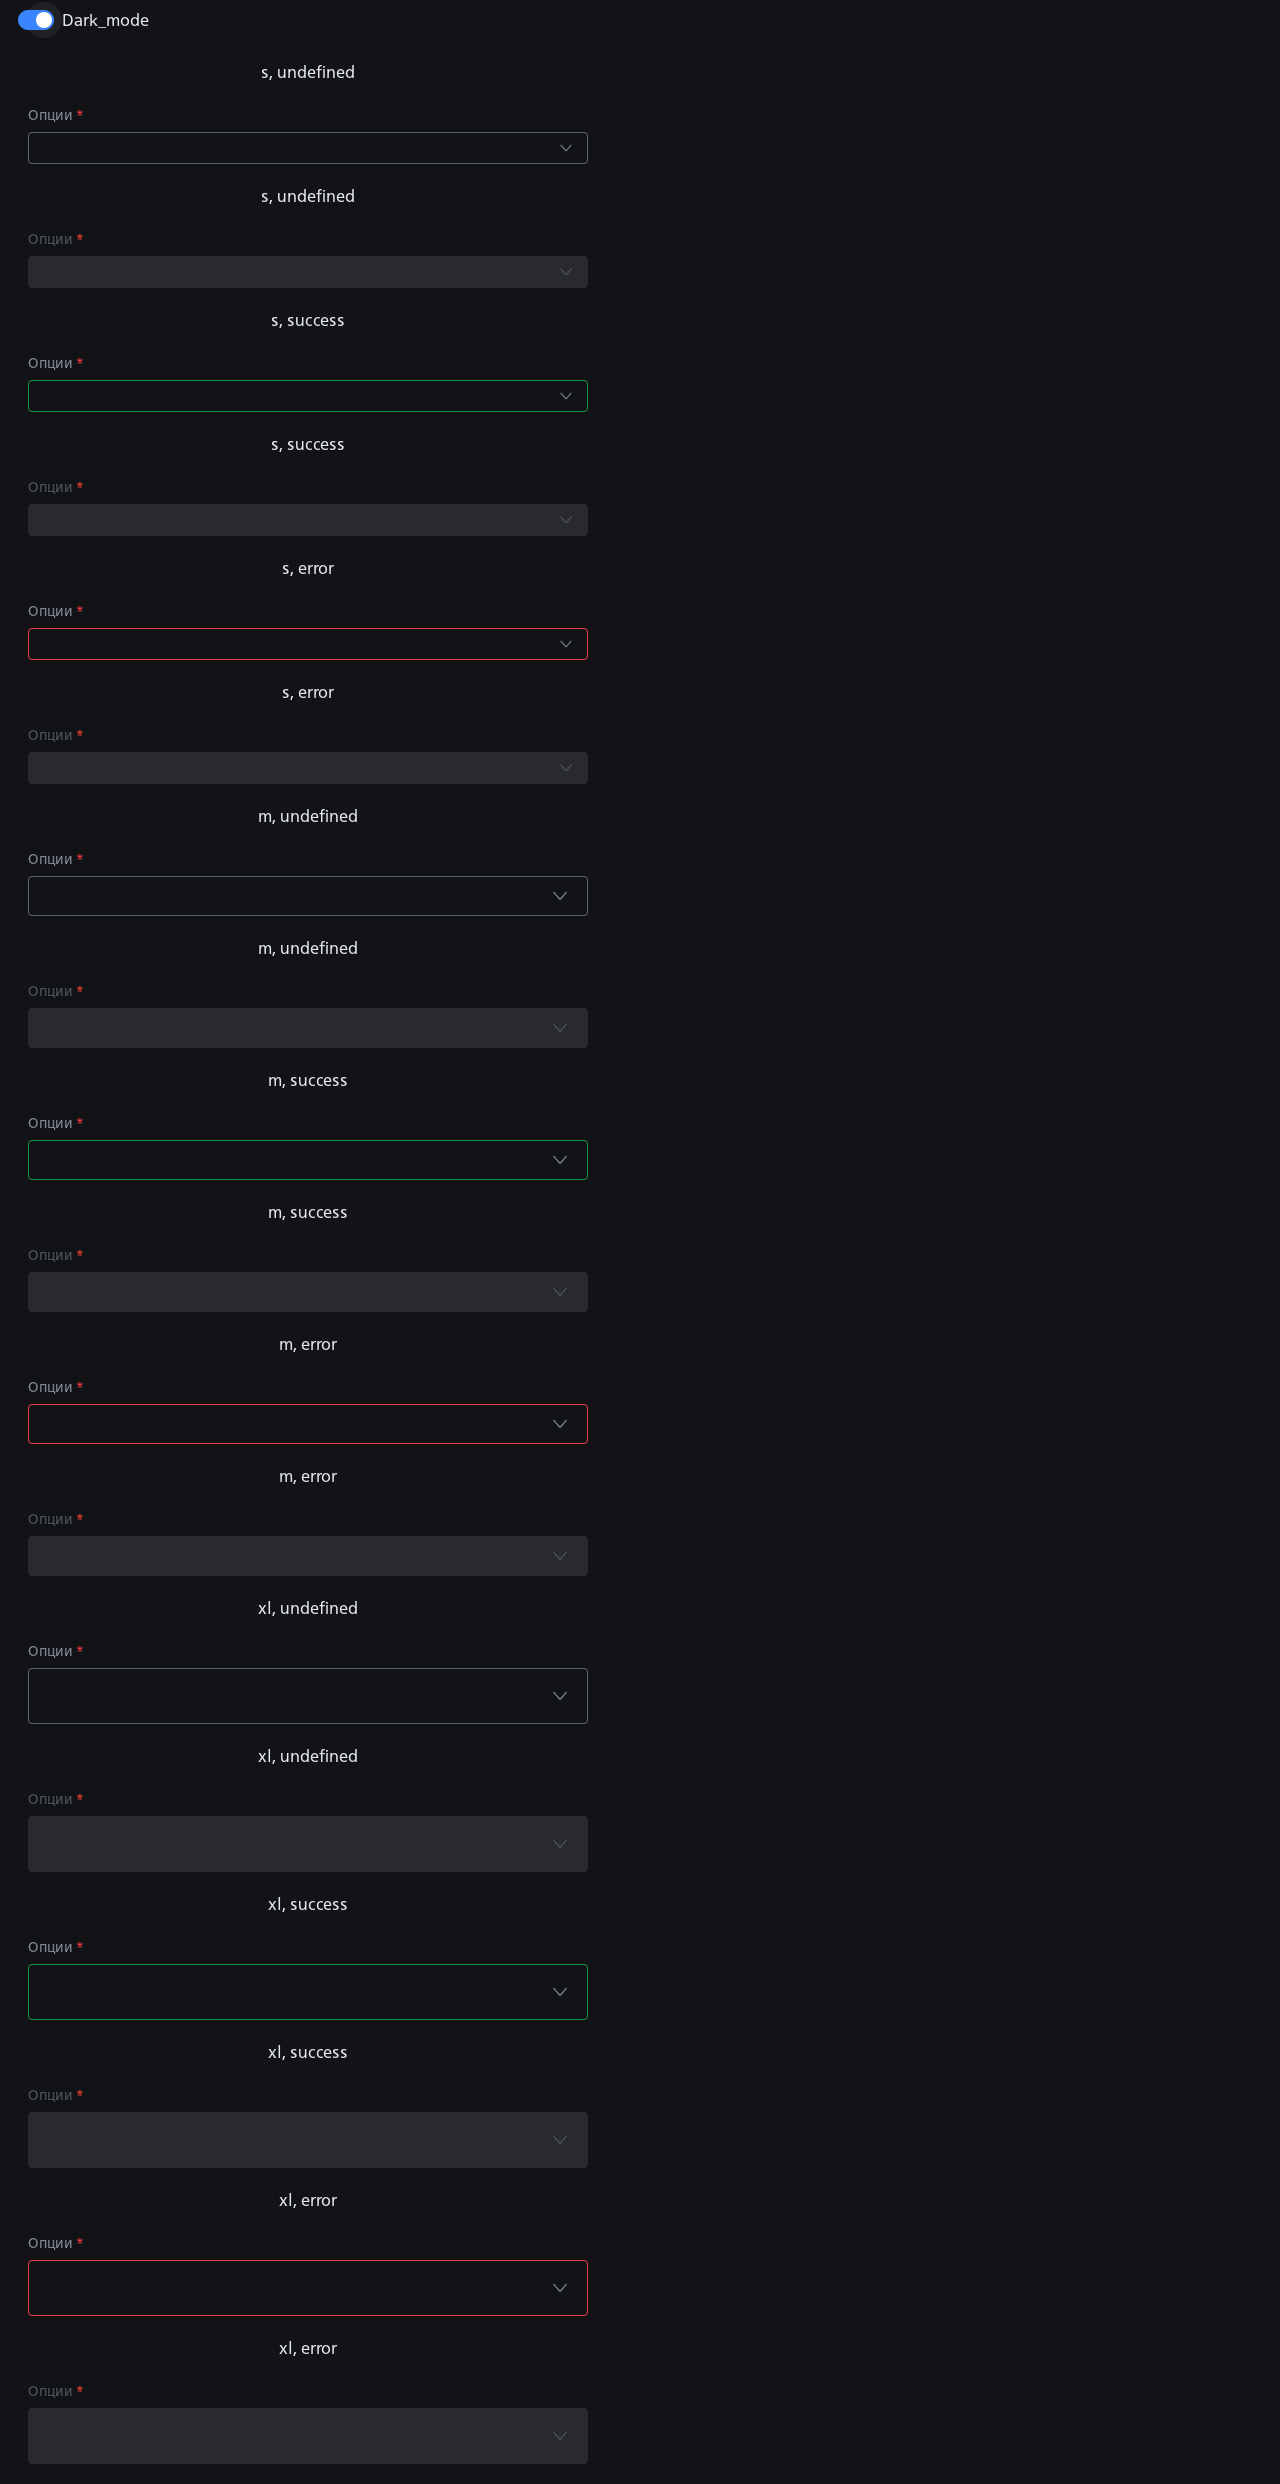 Dark_mode
s, undefined
Опции *
s, undefined
Опции *
s, success
Опции *
s, success
Опции *
s, error
Опции *
s, error
Опции *
m, undefined
Опции *
m, undefined
Опции *
m, success
Опции *
m, success
Опции *
m, error
Опции *
m, error
Опции *
xl, undefined
Опции *
xl, undefined
Опции *
xl, success
Опции *
xl, success
Опции *
xl, error
Опции *
xl, error
Опции *